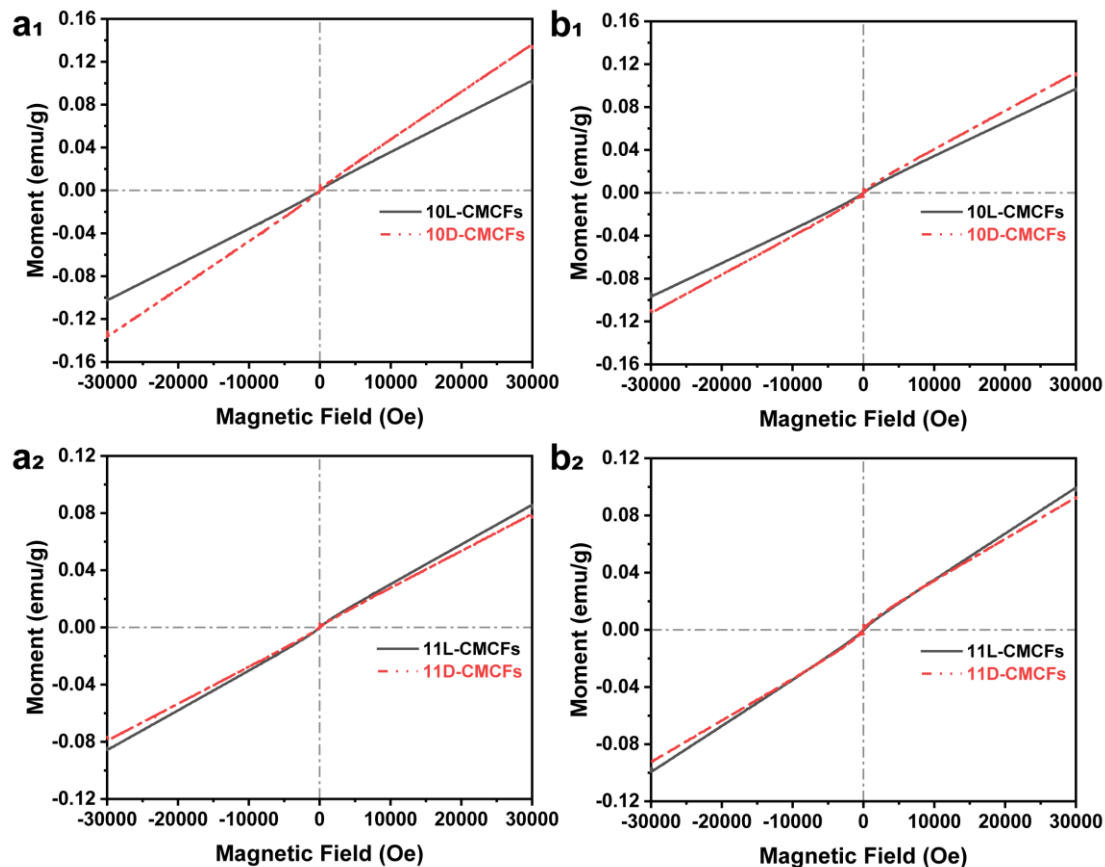 a₁
0.16
0.12
0.08
0.04
0.00
-0.04
-0.08
-0.12
-0.16
Moment (emu/g)
10L-CMCFs
10D-CMCFs
-30000 -20000 -10000 0 10000 20000 30000
Magnetic Field (Oe)
b₁
0.16
0.12
0.08
0.04
0.00
-0.04
-0.08
-0.12
-0.16
Moment (emu/g)
10L-CMCFs
10D-CMCFs
-30000 -20000 -10000 0 10000 20000 30000
Magnetic Field (Oe)
a₂
0.12
0.08
0.04
0.00
-0.04
-0.08
-0.12
Moment (emu/g)
11L-CMCFs
11D-CMCFs
-30000 -20000 -10000 0 10000 20000 30000
Magnetic Field (Oe)
b₂
0.12
0.08
0.04
0.00
-0.04
-0.08
-0.12
Moment (emu/g)
11L-CMCFs
11D-CMCFs
-30000 -20000 -10000 0 10000 20000 30000
Magnetic Field (Oe)